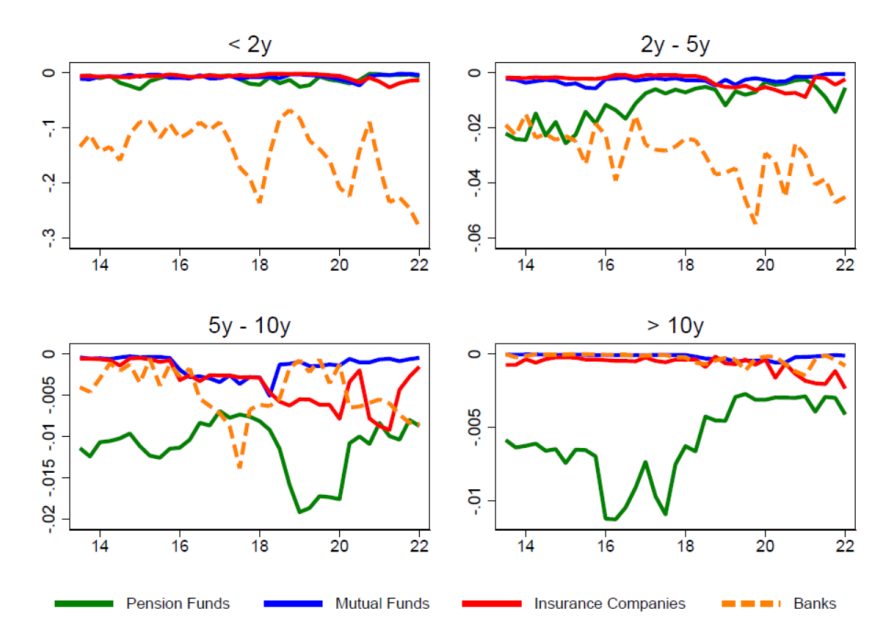 < 2y
0
-.1
-.2
-.3
14 16 18 20 22
2y - 5y
0
-.02
-.04
-.06
14 16 18 20 22
5y - 10y
0
-.005
-.01
-.015
-.02
14 16 18 20 22
> 10y
0
-.005
-.01
14 16 18 20 22
Pension Funds Mutual Funds Insurance Companies Banks